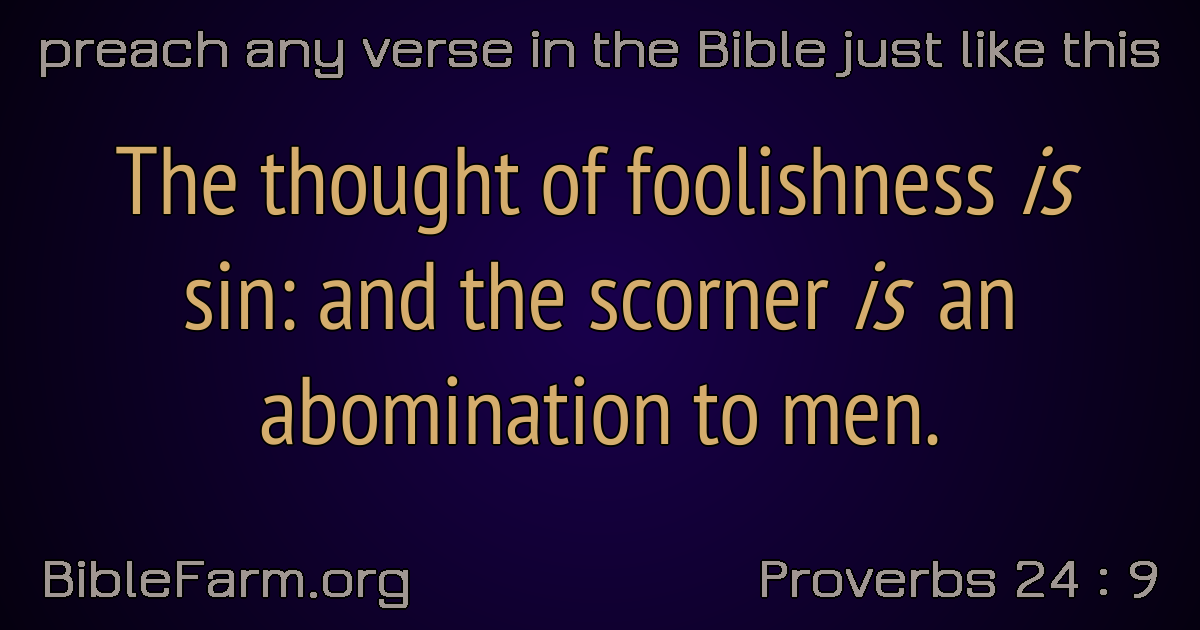 preach any verse in the Bible just like this
The thought of foolishness is
sin: and the scorner is an
abomination to men.
BibleFarm.org
Proverbs 24 : 9